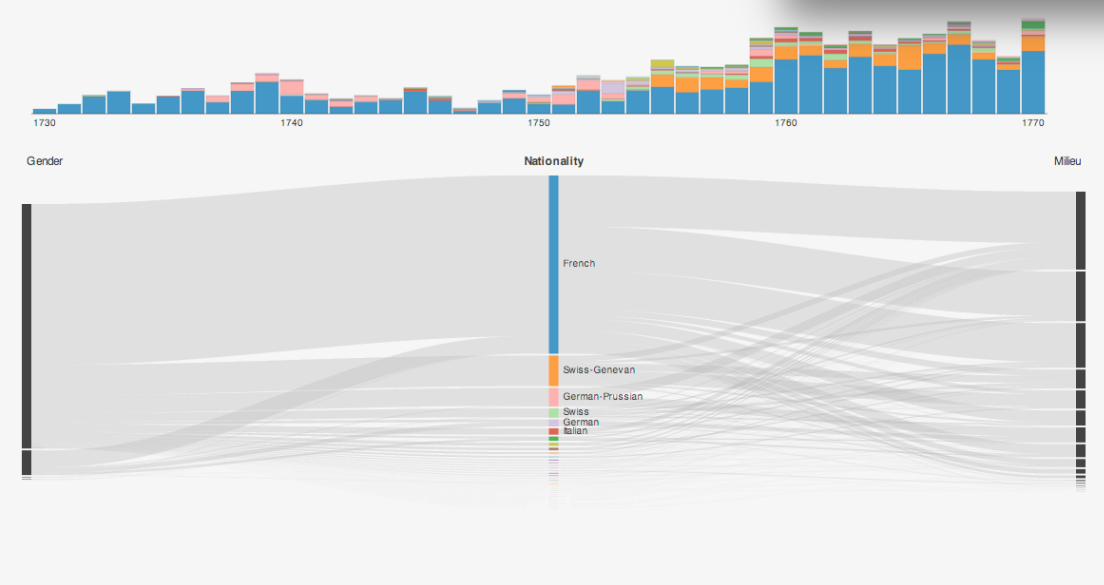 1730 1740 1750 1760 1770
Gender Nationality Milieu
French
Swiss-Genevan
German-Prussian
Swiss
German
Italian